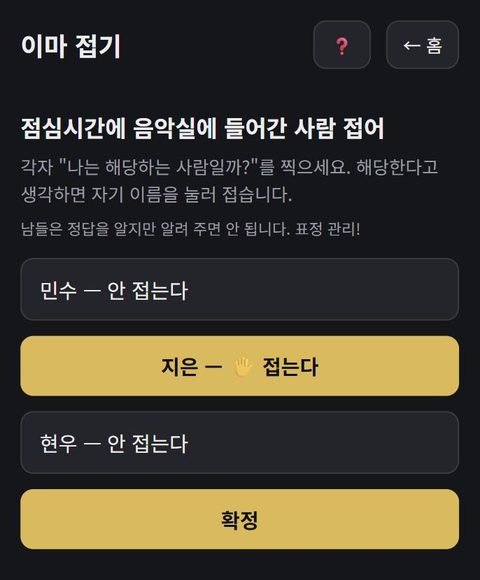 이마 접기
❓
← 홈
점심시간에 음악실에 들어간 사람 접어
각자 "나는 해당하는 사람일까?"를 찍으세요. 해당한다고
생각하면 자기 이름을 눌러 접습니다.
남들은 정답을 알지만 알려 주면 안 됩니다. 표정 관리!
민수 — 안 접는다
지은 — 🖐 접는다
현우 — 안 접는다
확정